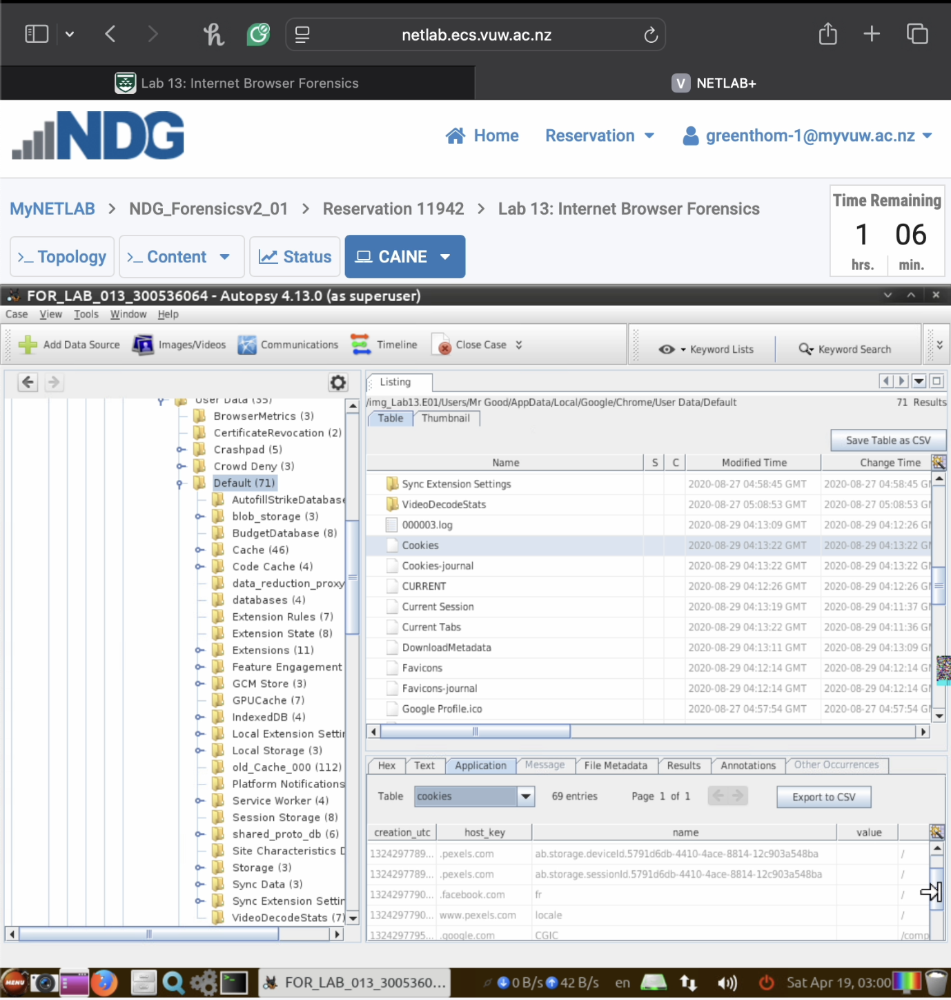 netlab.ecs.vuw.ac.nz
Lab 13: Internet Browser Forensics
V NETLAB+
NDG
Home
Reservation
greenthom-1@myvuw.ac.nz
MyNETLAB > NDG_Forensicsv2_01 > Reservation 11942 > Lab 13: Internet Browser Forensics
Time Remaining
1 06
hrs. min.
>_ Topology
>_ Content
Status
CAINE
FOR_LAB_013_300536064 - Autopsy 4.13.0 (as superuser)
Case View Tools Window Help
Add Data Source
Images/Videos
Communications
Timeline
Close Case
Keyword Lists
Keyword Search
User Data (35)
BrowserMetrics (3)
CertificateRevocation (2)
Crashpad (5)
Crowd Deny (3)
Default (71)
AutofillStrikeDatabase
blob_storage (3)
BudgetDatabase (8)
Cache (46)
Code Cache (4)
data_reduction_proxy
databases (4)
Extension Rules (7)
Extension State (8)
Extensions (11)
Feature Engagement
GCM Store (3)
GPUCache (7)
IndexedDB (4)
Local Extension Settin
Local Storage (3)
old_Cache_000 (112)
Platform Notifications
Service Worker (4)
Session Storage (8)
shared_proto_db (6)
Site Characteristics D
Storage (3)
Sync Data (3)
Sync Extension Settin
VideoDecodeStats (7)
Listing
/img_Lab13.E01/Users/Mr Good/AppData/Local/Google/Chrome/User Data/Default 71 Results
Table Thumbnail
Save Table as CSV
Name S C Modified Time Change Time
Sync Extension Settings 2020-08-27 04:58:45 GMT 2020-08-27 04:58:45 GM
VideoDecodeStats 2020-08-27 05:08:53 GMT 2020-08-27 05:08:53 GM
000003.log 2020-08-29 04:13:09 GMT 2020-08-29 04:12:26 GM
Cookies 2020-08-29 04:13:22 GMT 2020-08-29 04:13:22 GM
Cookies-journal 2020-08-29 04:13:22 GMT 2020-08-29 04:13:22 GM
CURRENT 2020-08-29 04:12:26 GMT 2020-08-29 04:12:26 GM
Current Session 2020-08-29 04:13:19 GMT 2020-08-29 04:11:37 GM
Current Tabs 2020-08-29 04:13:22 GMT 2020-08-29 04:11:36 GM
DownloadMetadata 2020-08-29 04:13:11 GMT 2020-08-29 04:13:09 GM
Favicons 2020-08-29 04:12:14 GMT 2020-08-29 04:12:14 GM
Favicons-journal 2020-08-29 04:12:14 GMT 2020-08-29 04:12:14 GM
Google Profile.ico 2020-08-27 04:57:54 GMT 2020-08-27 04:57:54 GM
Hex Text Application Message File Metadata Results Annotations Other Occurrences
Table cookies 69 entries Page 1 of 1 Export to CSV
creation_utc host_key name value
1324297789... .pexels.com ab.storage.deviceId.5791d6db-4410-4ace-8814-12c903a548ba /
1324297789... .pexels.com ab.storage.sessionId.5791d6db-4410-4ace-8814-12c903a548ba /
1324297790... .facebook.com fr /
1324297790... www.pexels.com locale /
1324297795... .google.com CGIC /comp
MENU
FOR_LAB_013_3005360...
0 B/s 42 B/s
en
Sat Apr 19, 03:00